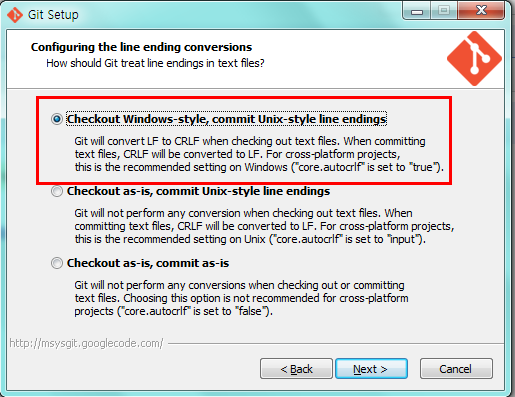 Git Setup
Configuring the line ending conversions
How should Git treat line endings in text files?
Checkout Windows-style, commit Unix-style line endings
Git will convert LF to CRLF when checking out text files. When committing
text files, CRLF will be converted to LF. For cross-platform projects,
this is the recommended setting on Windows ("core.autocrlf" is set to "true").
Checkout as-is, commit Unix-style line endings
Git will not perform any conversion when checking out text files. When
committing text files, CRLF will be converted to LF. For cross-platform projects,
this is the recommended setting on Unix ("core.autocrlf" is set to "input").
Checkout as-is, commit as-is
Git will not perform any conversions when checking out or committing
text files. Choosing this option is not recommended for cross-platform
projects ("core.autocrlf" is set to "false").
http://msysgit.googlecode.com/
< Back
Next >
Cancel